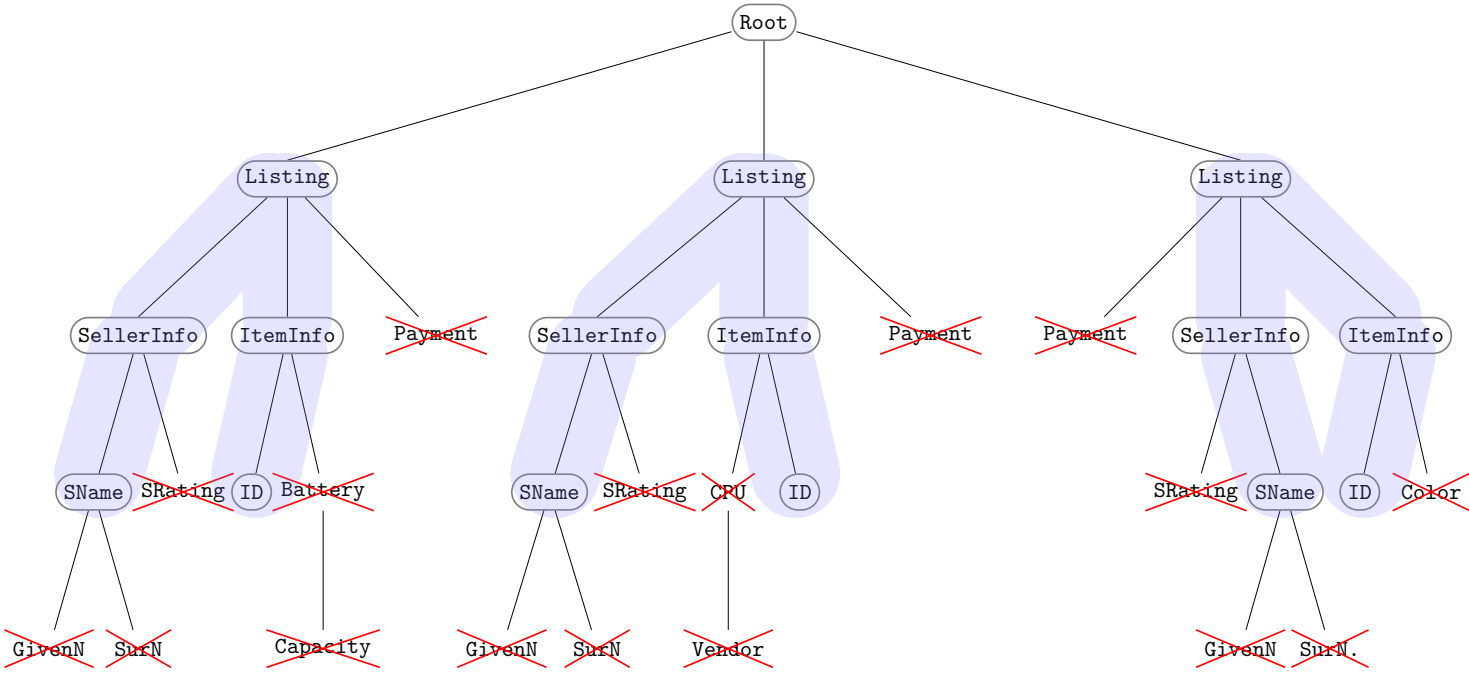 Root
Listing Listing Listing
SellerInfo ItemInfo Payment SellerInfo ItemInfo Payment Payment SellerInfo ItemInfo
SName SRating ID Battery SName SRating CPU ID SRating SName ID Color
GivenN SurN Capacity GivenN SurN Vendor GivenN SurN.